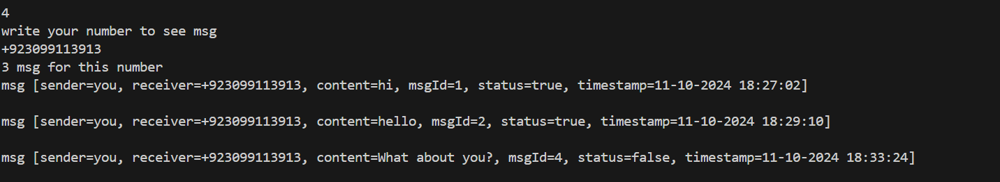 4
write your number to see msg
+923099113913
3 msg for this number
msg [sender=you, receiver=+923099113913, content=hi, msgId=1, status=true, timestamp=11-10-2024 18:27:02]
msg [sender=you, receiver=+923099113913, content=hello, msgId=2, status=true, timestamp=11-10-2024 18:29:10]
msg [sender=you, receiver=+923099113913, content=What about you?, msgId=4, status=false, timestamp=11-10-2024 18:33:24]